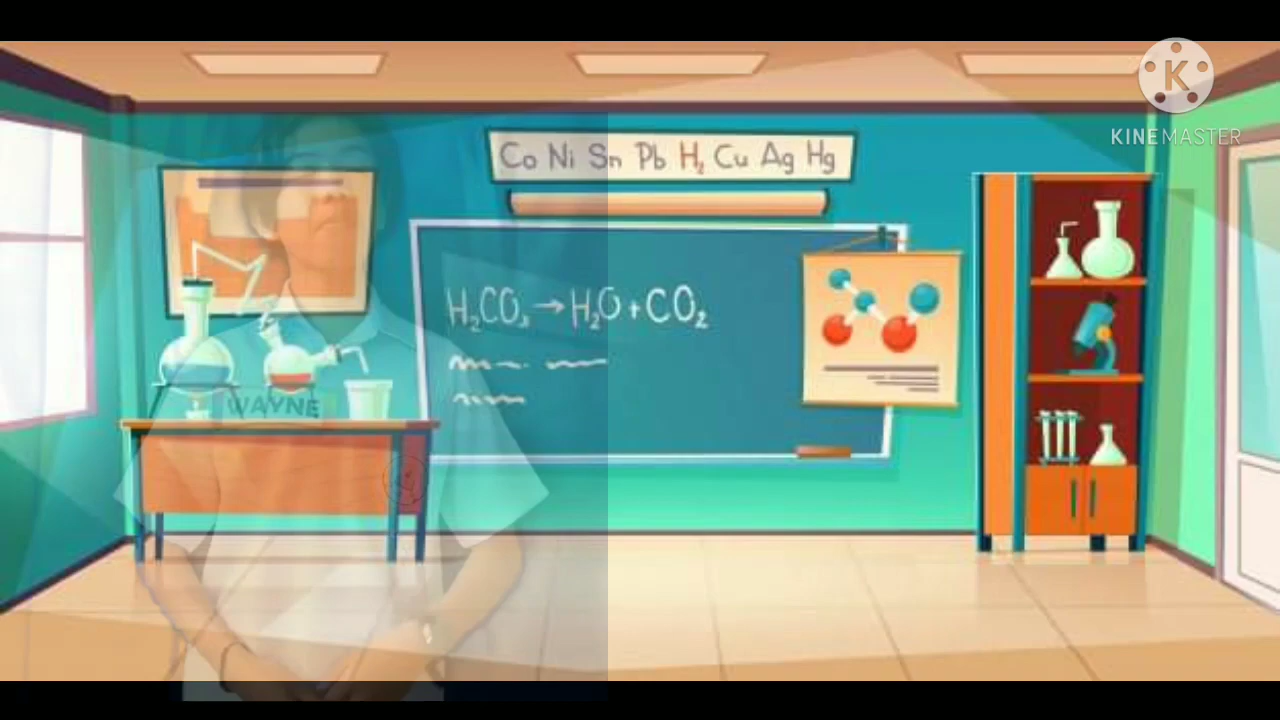 Co Ni Sn Pb H₂ Cu Ag Hg
H₂CO₃→H₂O+CO₂
WAYNE
K
KINEMASTER